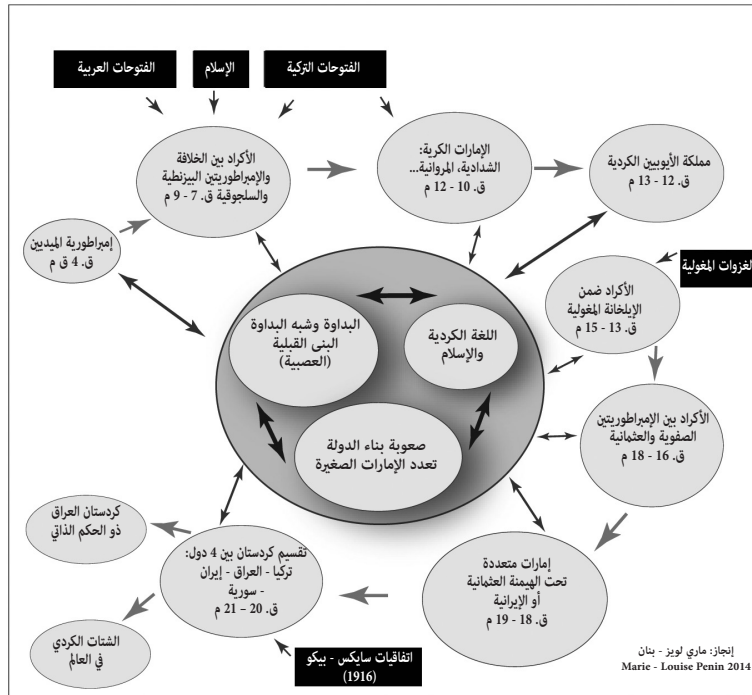 الفتوحات العربية
الإسلام
الفتوحات التركية
الأكراد بين الخلافة
والإمبراطوريتين البيزنطية
والسلجوقية ق. 7 - 9 م
الإمارات الكرية:
الشدادية، المروانية...
ق. 10 - 12 م
مملكة الأيوبيين الكردية
ق. 12 - 13 م
إمبراطورية الميديين
ق. 4 ق م
الغزوات المغولية
الأكراد ضمن
الإيلخانة المغولية
ق. 13 - 15 م
البداوة وشبه البداوة
البنى القبلية
(العصبية)
اللغة الكردية
والإسلام
صعوبة بناء الدولة
تعدد الإمارات الصغيرة
الأكراد بين الإمبراطوريتين
الصفوية والعثمانية
ق. 16 - 18 م
إمارات متعددة
تحت الهيمنة العثمانية
أو الإيرانية
ق. 18 - 19 م
تقسيم كردستان بين 4 دول:
تركيا - العراق - إيران
- سورية
ق. 20 – 21 م
كردستان العراق
ذو الحكم الذاتي
الشتات الكردي
في العالم
اتفاقيات سايكس - بيكو
(1916)
إنجاز: ماري لويز - بنان
Marie - Louise Penin 2014